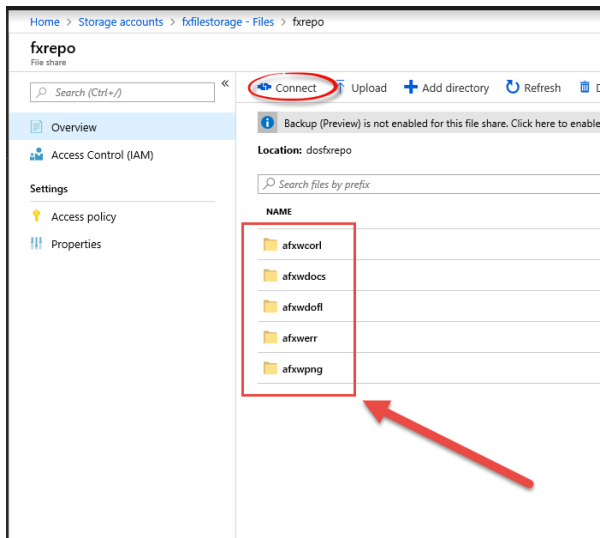 Home > Storage accounts > fxfilestorage - Files > fxrepo
fxrepo
File share
Search (Ctrl+/)
«
Overview
Access Control (IAM)
Settings
Access policy
Properties
Connect Upload Add directory Refresh
Backup (Preview) is not enabled for this file share. Click here to enable
Location: dosfxrepo
Search files by prefix
NAME
afxwcorl
afxwdocs
afxwdofl
afxwerr
afxwpng